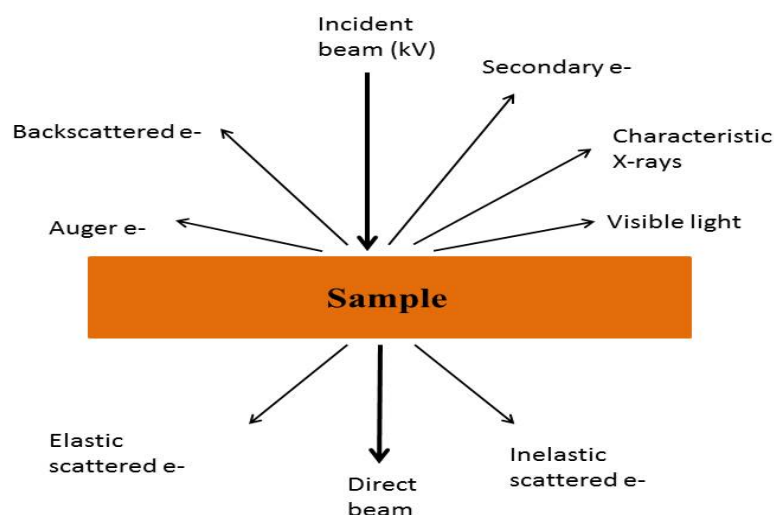 Incident
beam (kV)
Secondary e-
Backscattered e-
Characteristic
X-rays
Auger e-
Visible light
Sample
Elastic
scattered e-
Direct
beam
Inelastic
scattered e-